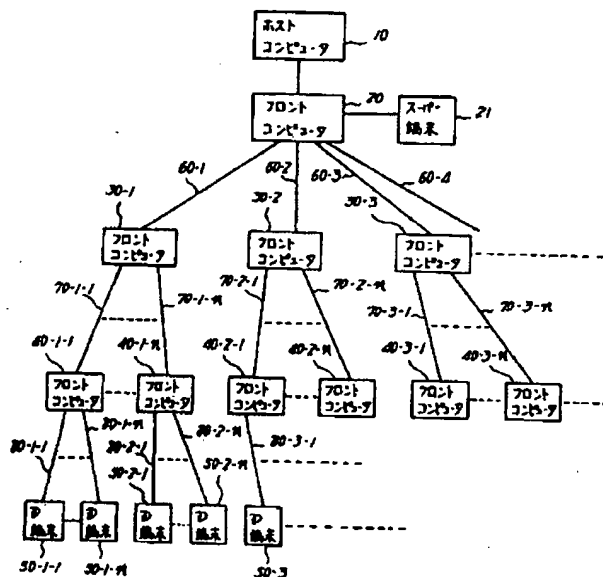 ホスト
コンピュータ
10
フロント
コンピュータ
20
スーパー
端末
21
60-1
60-2
60-3
60-4
30-1
30-2
30-3
フロント
コンピュータ
フロント
コンピュータ
フロント
コンピュータ
70-1-1
70-1-n
70-2-1
70-2-n
70-3-1
70-3-n
40-1-n
40-2-1
40-2-n
40-3-1
40-3-n
フロント
コンピュータ
フロント
コンピュータ
フロント
コンピュータ
フロント
コンピュータ
フロント
コンピュータ
フロント
コンピュータ
80-1-1
80-1-n
80-2-1
80-2-n
80-3-1
50-2-1
50-2-n
端末
端末
端末
端末
端末
50-1-1
50-1-n
50-3